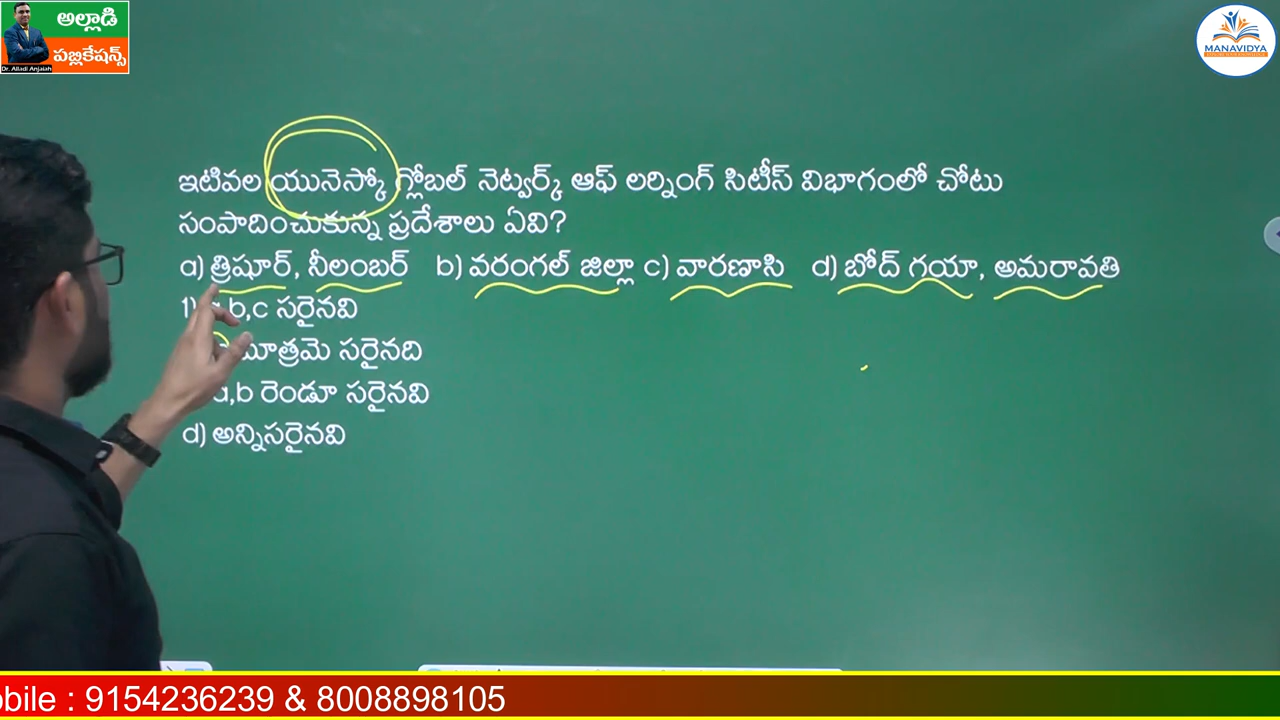 అల్లాడి
పబ్లికేషన్స్
Dr. Alladi Anjaiah
MANAVIDYA
ఇటివల యునెస్కో గ్లోబల్ నెట్వర్క్ ఆఫ్ లర్నింగ్ సిటీస్ విభాగంలో చోటు
సంపాదించుకున్న ప్రదేశాలు ఏవి?
a) త్రిషూర్, నీలంబర్ b) వరంగల్ జిల్లా c) వారణాసి d) బోద్ గయా, అమరావతి
1) a,b,c సరైనవి
మాత్రమె సరైనది
a,b రెండూ సరైనవి
d) అన్నిసరైనవి
obile : 9154236239 & 8008898105